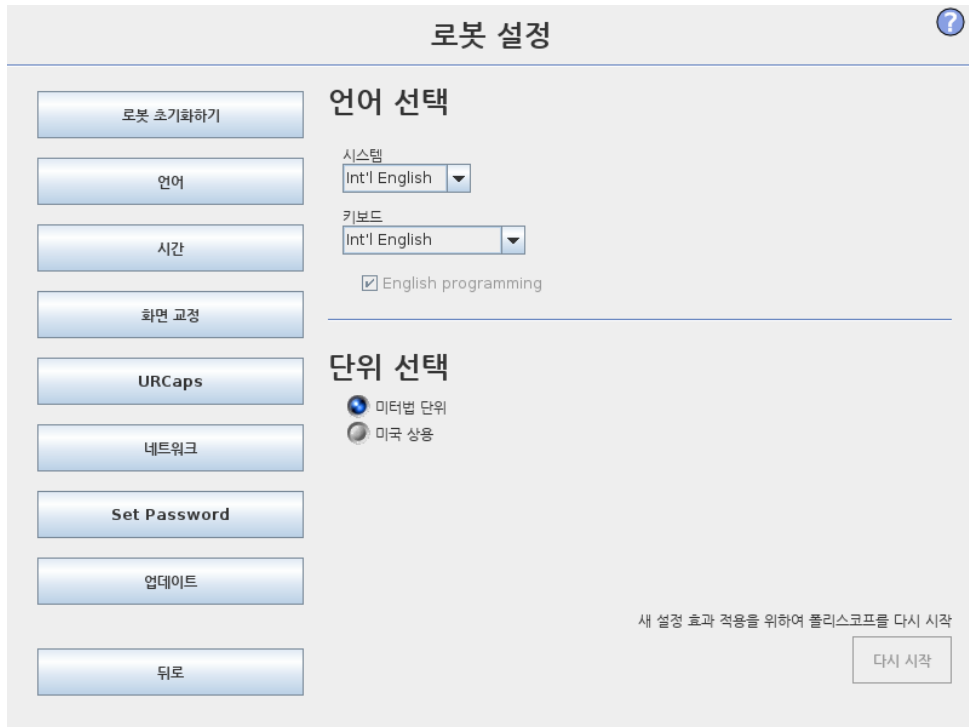 로봇 설정
?
로봇 초기화하기
언어
시간
화면 교정
URCaps
네트워크
Set Password
업데이트
뒤로
언어 선택
시스템
Int'l English
키보드
Int'l English
English programming
단위 선택
미터법 단위
미국 상용
새 설정 효과 적용을 위하여 폴리스코프를 다시 시작
다시 시작